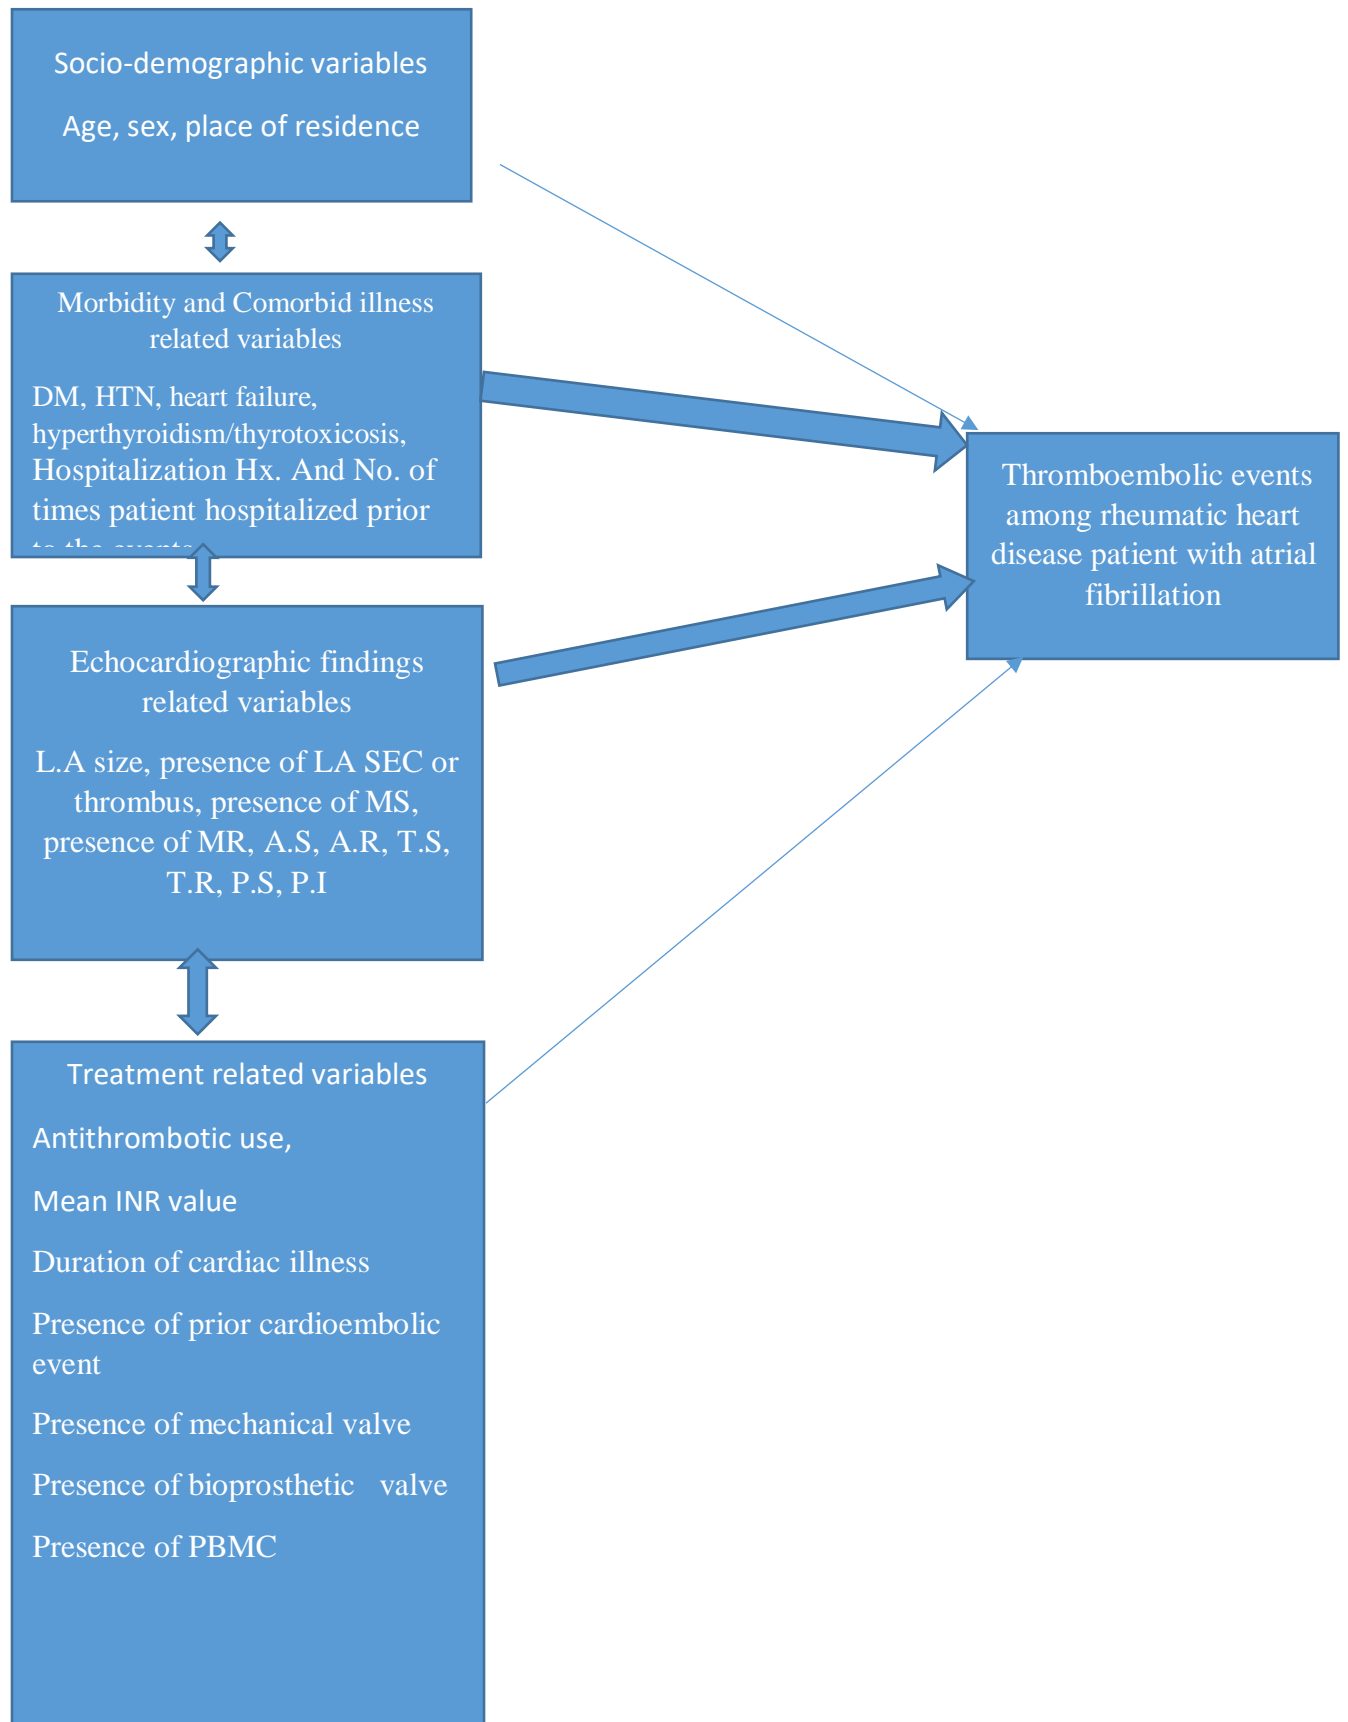 Socio-demographic variables
Age, sex, place of residence
Morbidity and Comorbid illness
related variables
DM, HTN, heart failure,
hyperthyroidism/thyrotoxicosis,
Hospitalization Hx. And No. of
times patient hospitalized prior
to the events
Echocardiographic findings
related variables
L.A size, presence of LA SEC or
thrombus, presence of MS,
presence of MR, A.S, A.R, T.S,
T.R, P.S, P.I
Treatment related variables
Antithrombotic use,
Mean INR value
Duration of cardiac illness
Presence of prior cardioembolic
event
Presence of mechanical valve
Presence of bioprosthetic valve
Presence of PBMC
Thromboembolic events
among rheumatic heart
disease patient with atrial
fibrillation